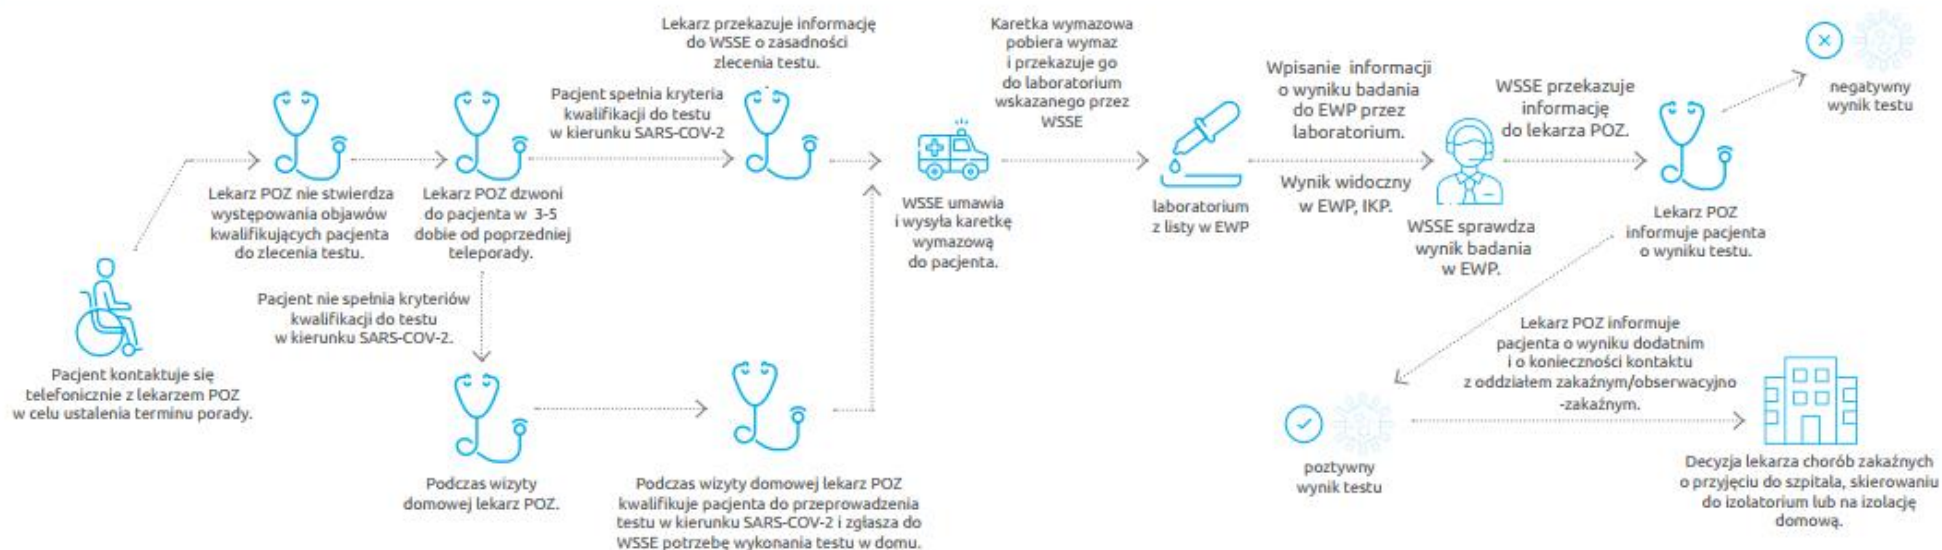 Pacjent kontaktuje się
telefonicznie z lekarzem POZ
w celu ustalenia terminu porady.
Lekarz POZ nie stwierdza
występowania objawów
kwalifikujących pacjenta
do zlecenia testu.
Lekarz POZ dzwoni
do pacjenta w 3-5
dobie od poprzedniej
teleporady.
Pacjent spełnia kryteria
kwalifikacji do testu
w kierunku SARS-COV-2
Lekarz przekazuje informację
do WSSE o zasadności
zlecenia testu.
Pacjent nie spełnia kryteriów
kwalifikacji do testu
w kierunku SARS-COV-2.
Podczas wizyty
domowej lekarz POZ.
Podczas wizyty domowej lekarz POZ
kwalifikuje pacjenta do przeprowadzenia
testu w kierunku SARS-COV-2 i zgłasza do
WSSE potrzebę wykonania testu w domu.
WSSE umawia
i wysyła karetkę
wymazową
do pacjenta.
Karetka wymazowa
pobiera wymaz
i przekazuje go
do laboratorium
wskazanego przez
WSSE
laboratorium
z listy w EWP
Wpisanie informacji
o wyniku badania
do EWP przez
laboratorium.
Wynik widoczny
w EWP, IKP.
WSSE sprawdza
wynik badania
w EWP.
WSSE przekazuje
informację
do lekarza POZ.
Lekarz POZ
informuje pacjenta
o wyniku testu.
negatywny
wynik testu
poztywny
wynik testu
Lekarz POZ informuje
pacjenta o wyniku dodatnim
i o konieczności kontaktu
z oddziałem zakaźnym/obserwacyjno
-zakaźnym.
Decyzja lekarza chorób zakaźnych
o przyjęciu do szpitala, skierowaniu
do izolatorium lub na izolację
domową.